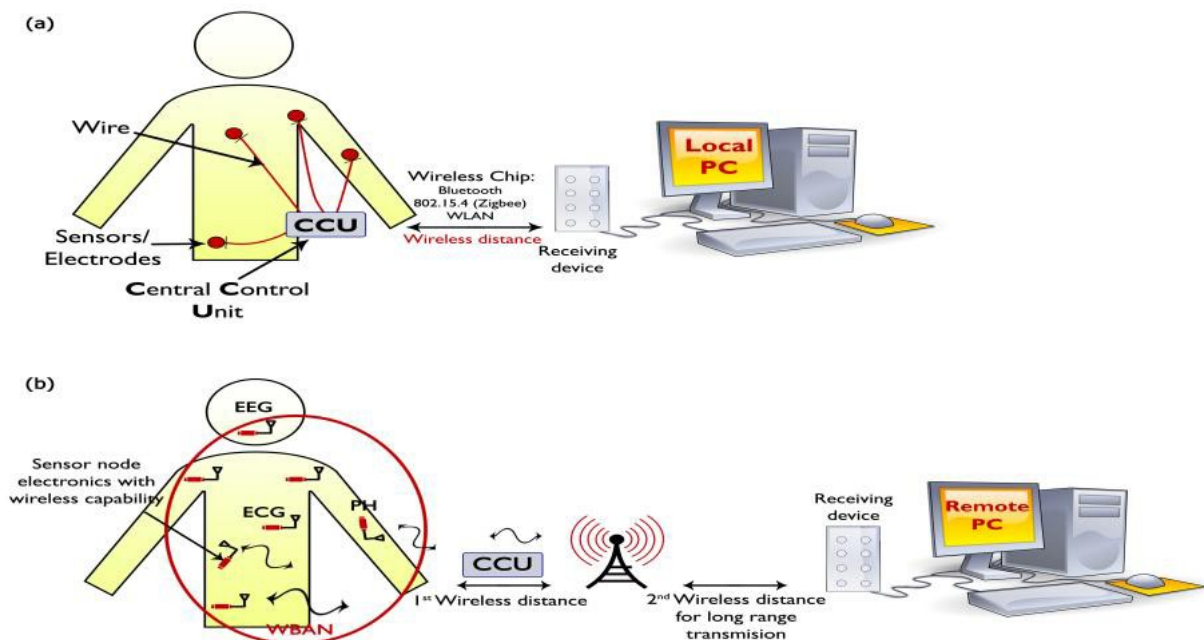 (a)
Wire
Sensors/
Electrodes
CCU
Central Control
Unit
Wireless Chip:
Bluetooth
802.15.4 (Zigbee)
WLAN
Wireless distance
Receiving
device
Local
PC
(b)
EEG
Sensor node
electronics with
wireless capability
ECG
PH
WBAN
CCU
1st Wireless distance
2nd Wireless distance
for long range
transmision
Receiving
device
Remote
PC